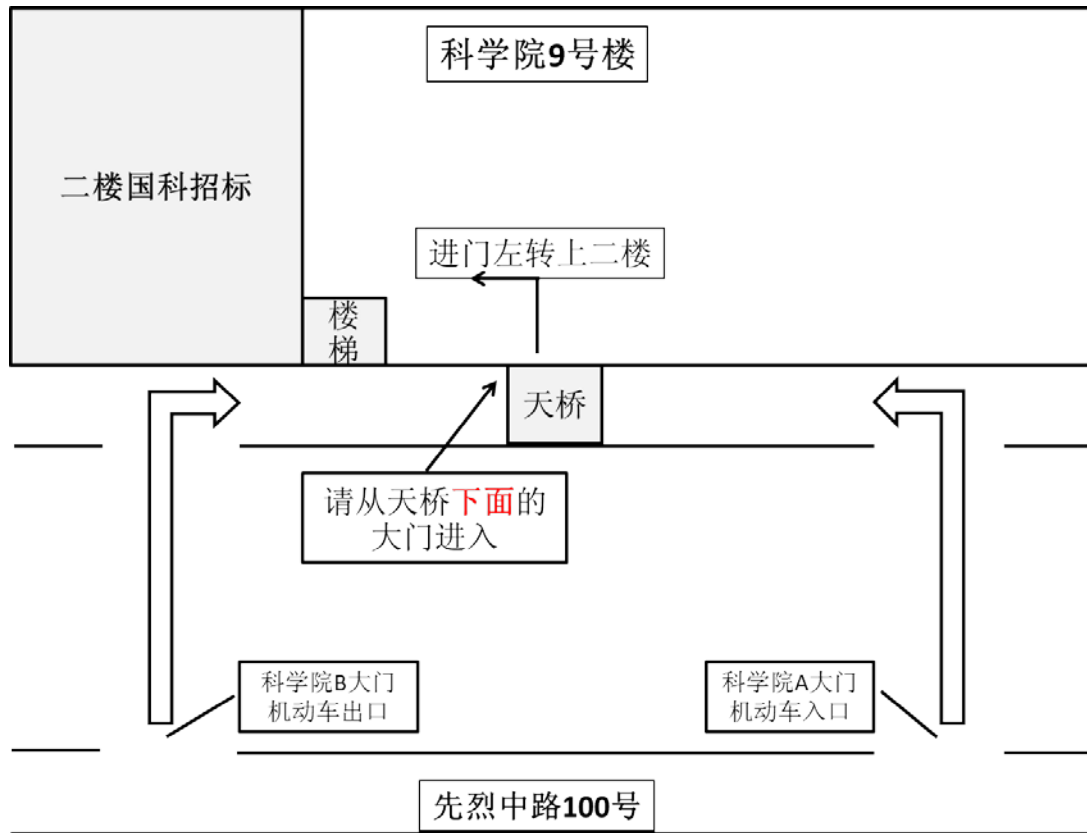 科学院9号楼
二楼国科招标
进门左转上二楼
楼
梯
天桥
请从天桥下面的
大门进入
科学院B大门
机动车出口
科学院A大门
机动车入口
先烈中路100号